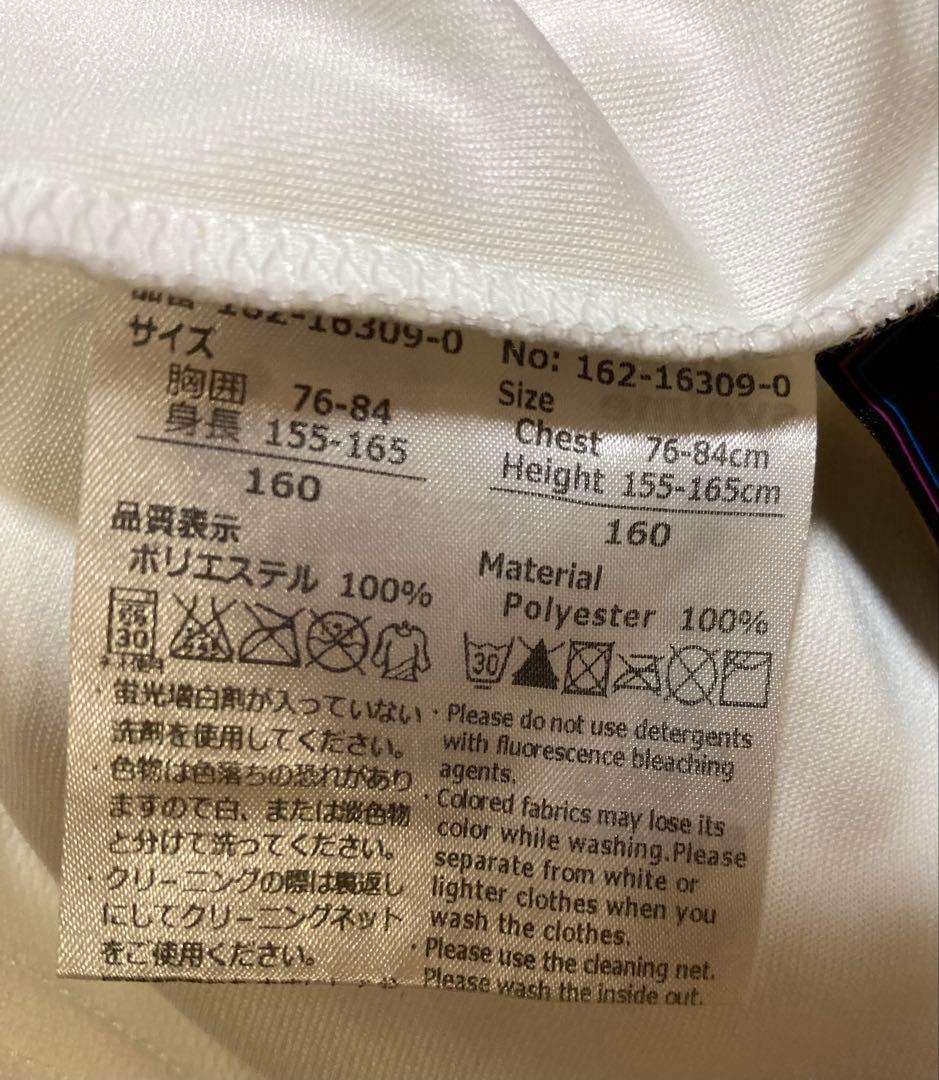 162-16309-0
サイズ
胸囲 76-84
身長 155-165
160
品質表示
ポリエステル 100%
30
・蛍光増白剤が入っていない
洗剤を使用してください。
・色物は色落ちの恐れがあり
ますので白、または淡色物
と分けて洗ってください。
・クリーニングの際は裏返し
にしてクリーニングネット
をご使用ください。
No: 162-16309-0
Size
Chest 76-84cm
Height 155-165cm
160
Material
Polyester 100%
30
・Please do not use detergents
with fluorescence bleaching
agents.
・Colored fabrics may lose its
color while washing.Please
separate from white or
lighter clothes when you
wash the clothes.
・Please use the cleaning net.
Please wash the inside out.